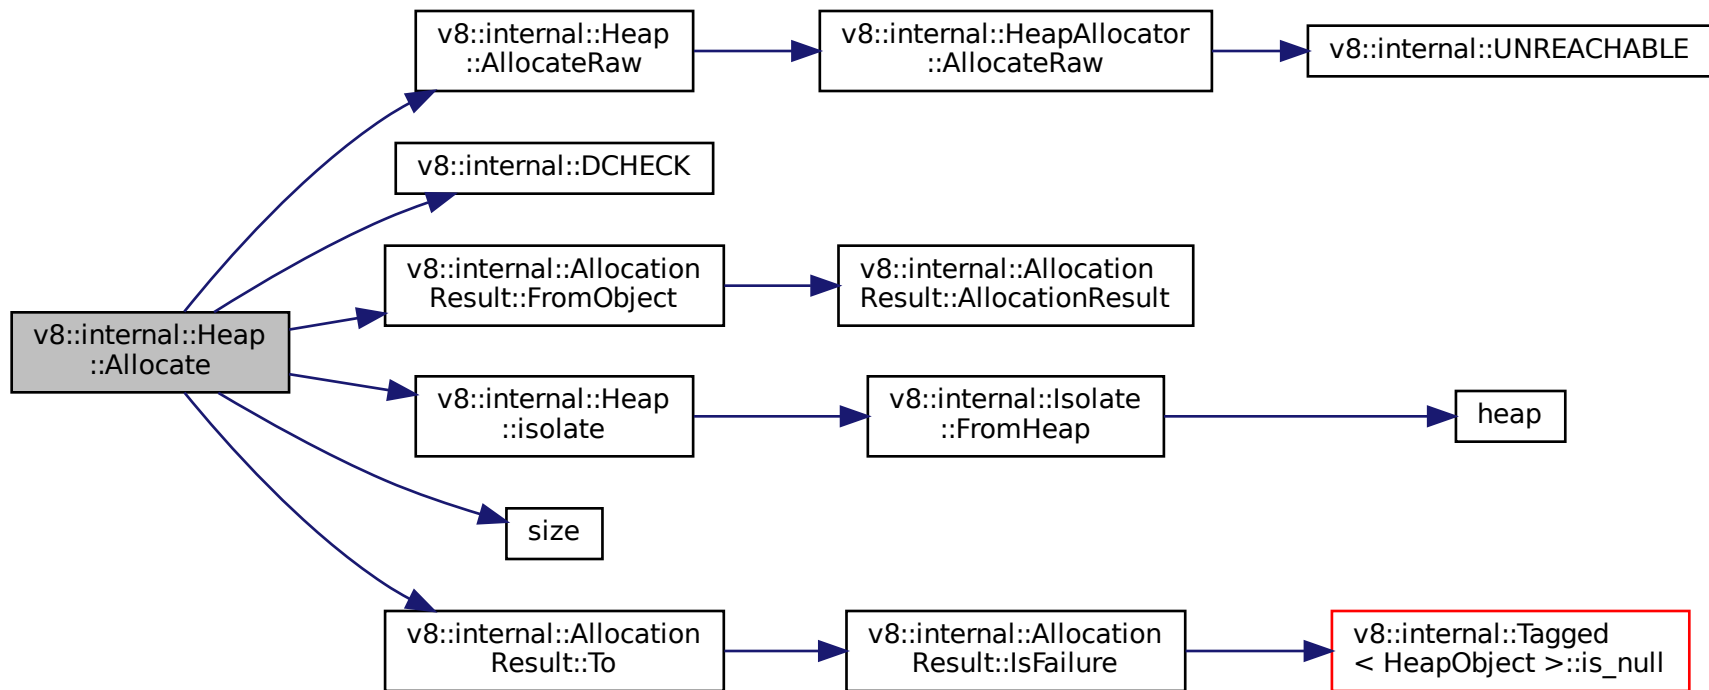 v8::internal::Heap
::AllocateRaw
v8::internal::HeapAllocator
::AllocateRaw
v8::internal::UNREACHABLE
v8::internal::DCHECK
v8::internal::Allocation
Result::FromObject
v8::internal::Allocation
Result::AllocationResult
v8::internal::Heap
::Allocate
v8::internal::Heap
::isolate
v8::internal::Isolate
::FromHeap
heap
size
v8::internal::Allocation
Result::To
v8::internal::Allocation
Result::IsFailure
v8::internal::Tagged
< HeapObject >::is_null